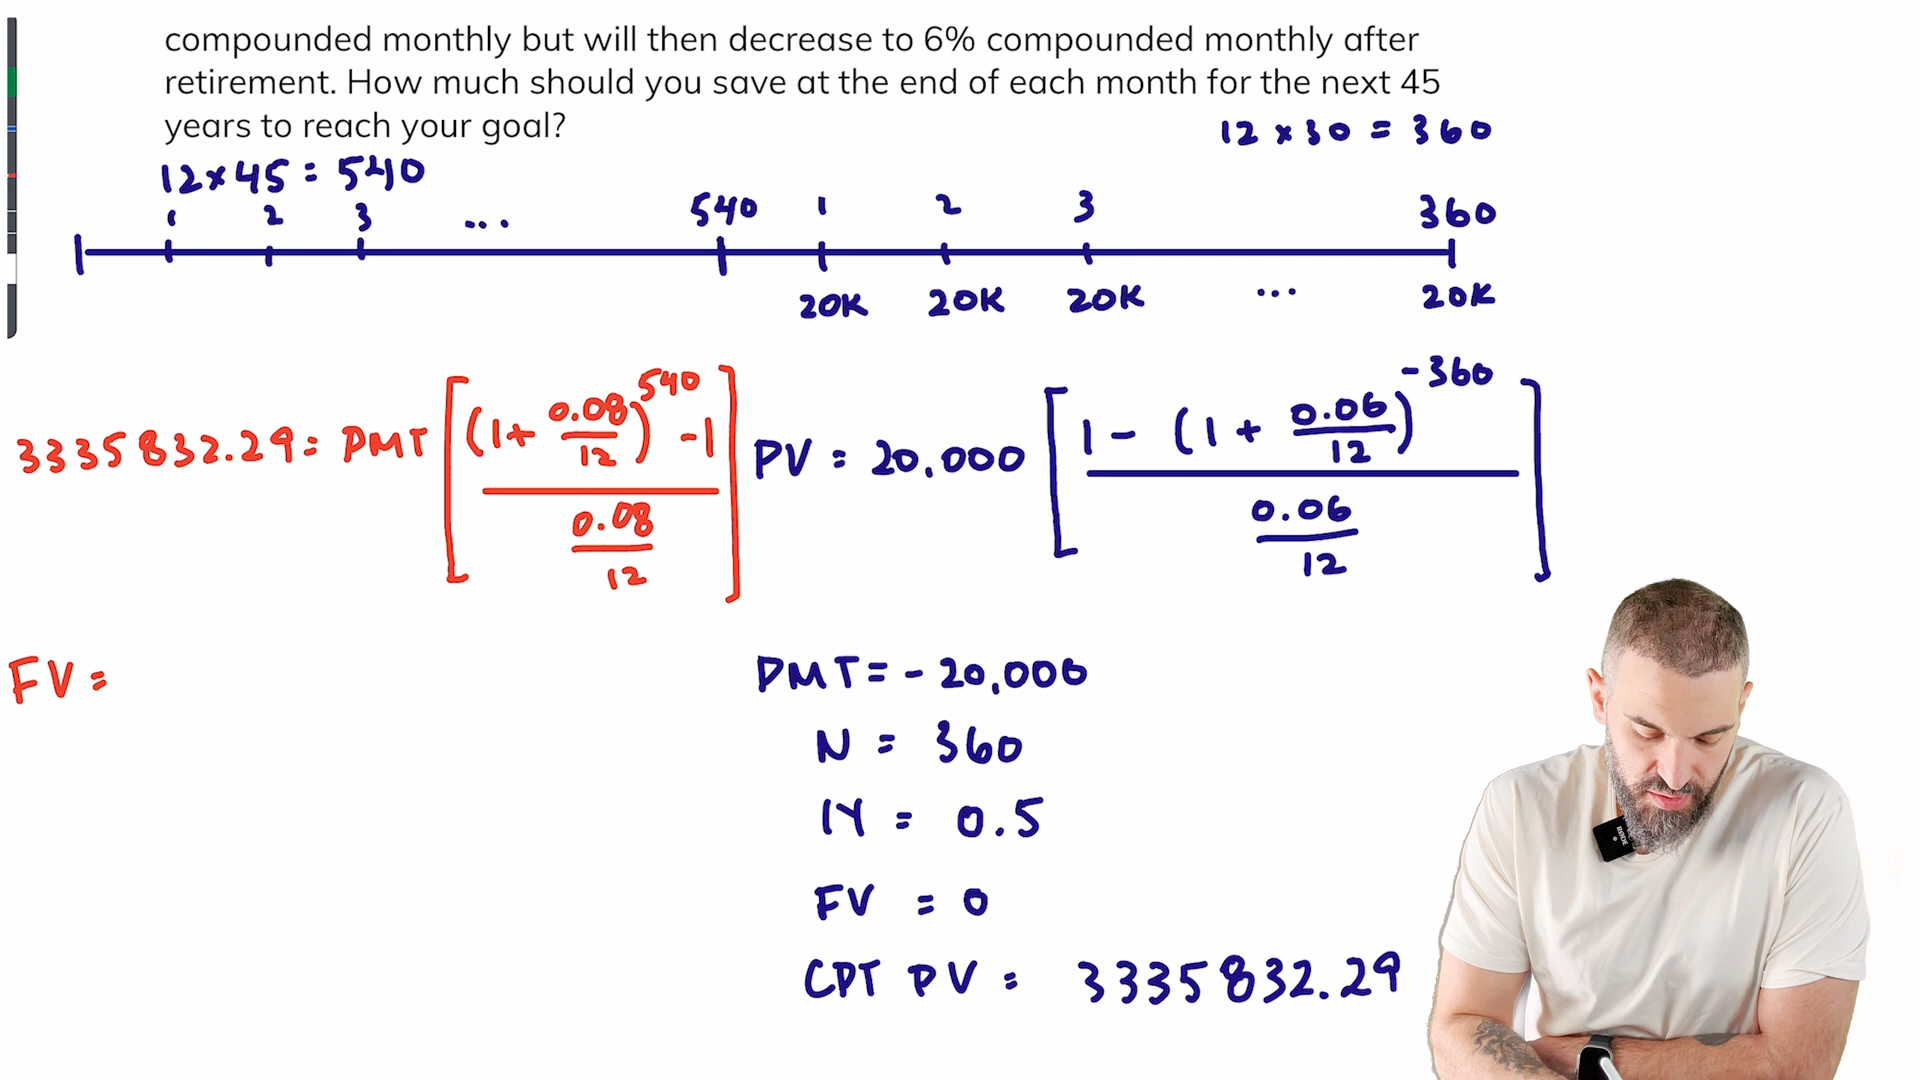 compounded monthly but will then decrease to 6% compounded monthly after
retirement. How much should you save at the end of each month for the next 45
years to reach your goal?
12 × 30 = 360
12 × 45 = 540
1 2 3 ... 540 1 2 3 360
20K 20K 20K ... 20K
3335832.29 = PMT [ (1 + 0.08/12)^540 - 1 / 0.08/12 ]
PV = 20,000 [ 1 - (1 + 0.06/12)^-360 / 0.06/12 ]
FV =
PMT = - 20,000
N = 360
IY = 0.5
FV = 0
CPT PV = 3335832.29
RØDE